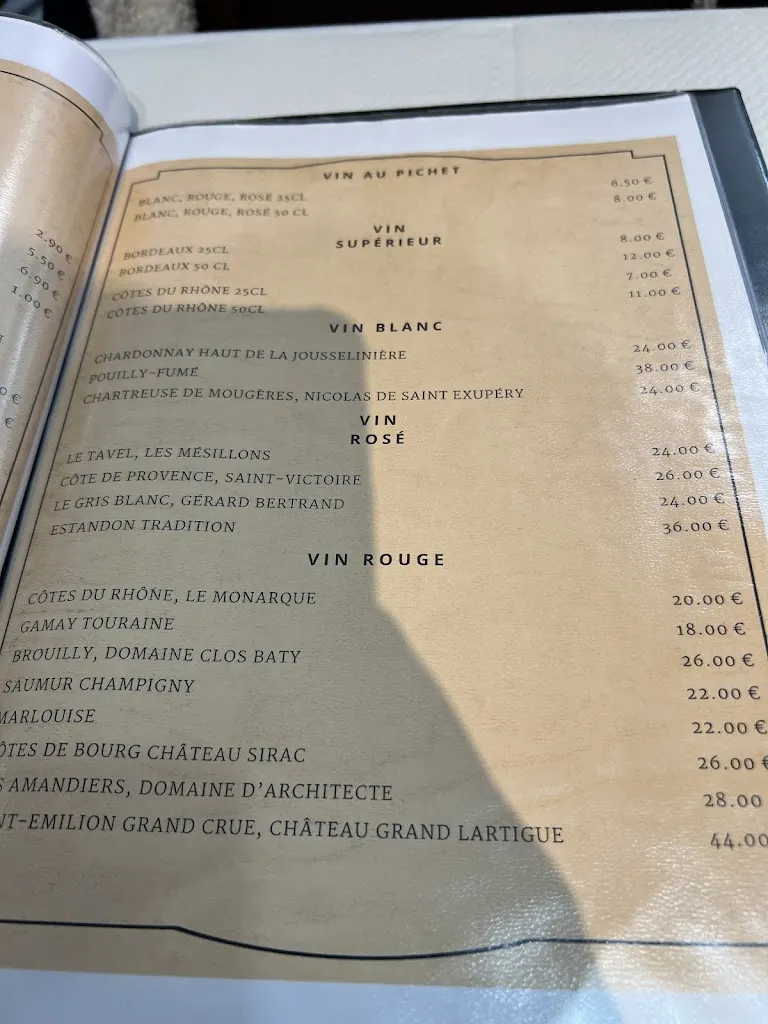 2.90 €
5.50 €
6.90 €
1.00 €
€
€
VIN AU PICHET
BLANC, ROUGE, ROSÉ 25CL 6.50 €
BLANC, ROUGE, ROSÉ 50 CL 8.00 €
VIN
SUPÉRIEUR
BORDEAUX 25CL 8.00 €
BORDEAUX 50 CL 12.00 €
CÔTES DU RHÔNE 25CL 7.00 €
CÔTES DU RHÔNE 50CL 11.00 €
VIN BLANC
CHARDONNAY HAUT DE LA JOUSSELINIÈRE 24.00 €
POUILLY-FUMÉ 38.00 €
CHARTREUSE DE MOUGÈRES, NICOLAS DE SAINT EXUPÉRY 24.00 €
VIN
ROSÉ
LE TAVEL, LES MÉSILLONS 24.00 €
CÔTE DE PROVENCE, SAINT-VICTOIRE 26.00 €
LE GRIS BLANC, GÉRARD BERTRAND 24.00 €
ESTANDON TRADITION 36.00 €
VIN ROUGE
CÔTES DU RHÔNE, LE MONARQUE 20.00 €
GAMAY TOURAINE 18.00 €
BROUILLY, DOMAINE CLOS BATY 26.00 €
SAUMUR CHAMPIGNY 22.00 €
MARLOUISE 22.00 €
ÔTES DE BOURG CHÂTEAU SIRAC 26.00 €
S AMANDIERS, DOMAINE D'ARCHITECTE 28.00
NT-EMILION GRAND CRUE, CHÂTEAU GRAND LARTIGUE 44.00